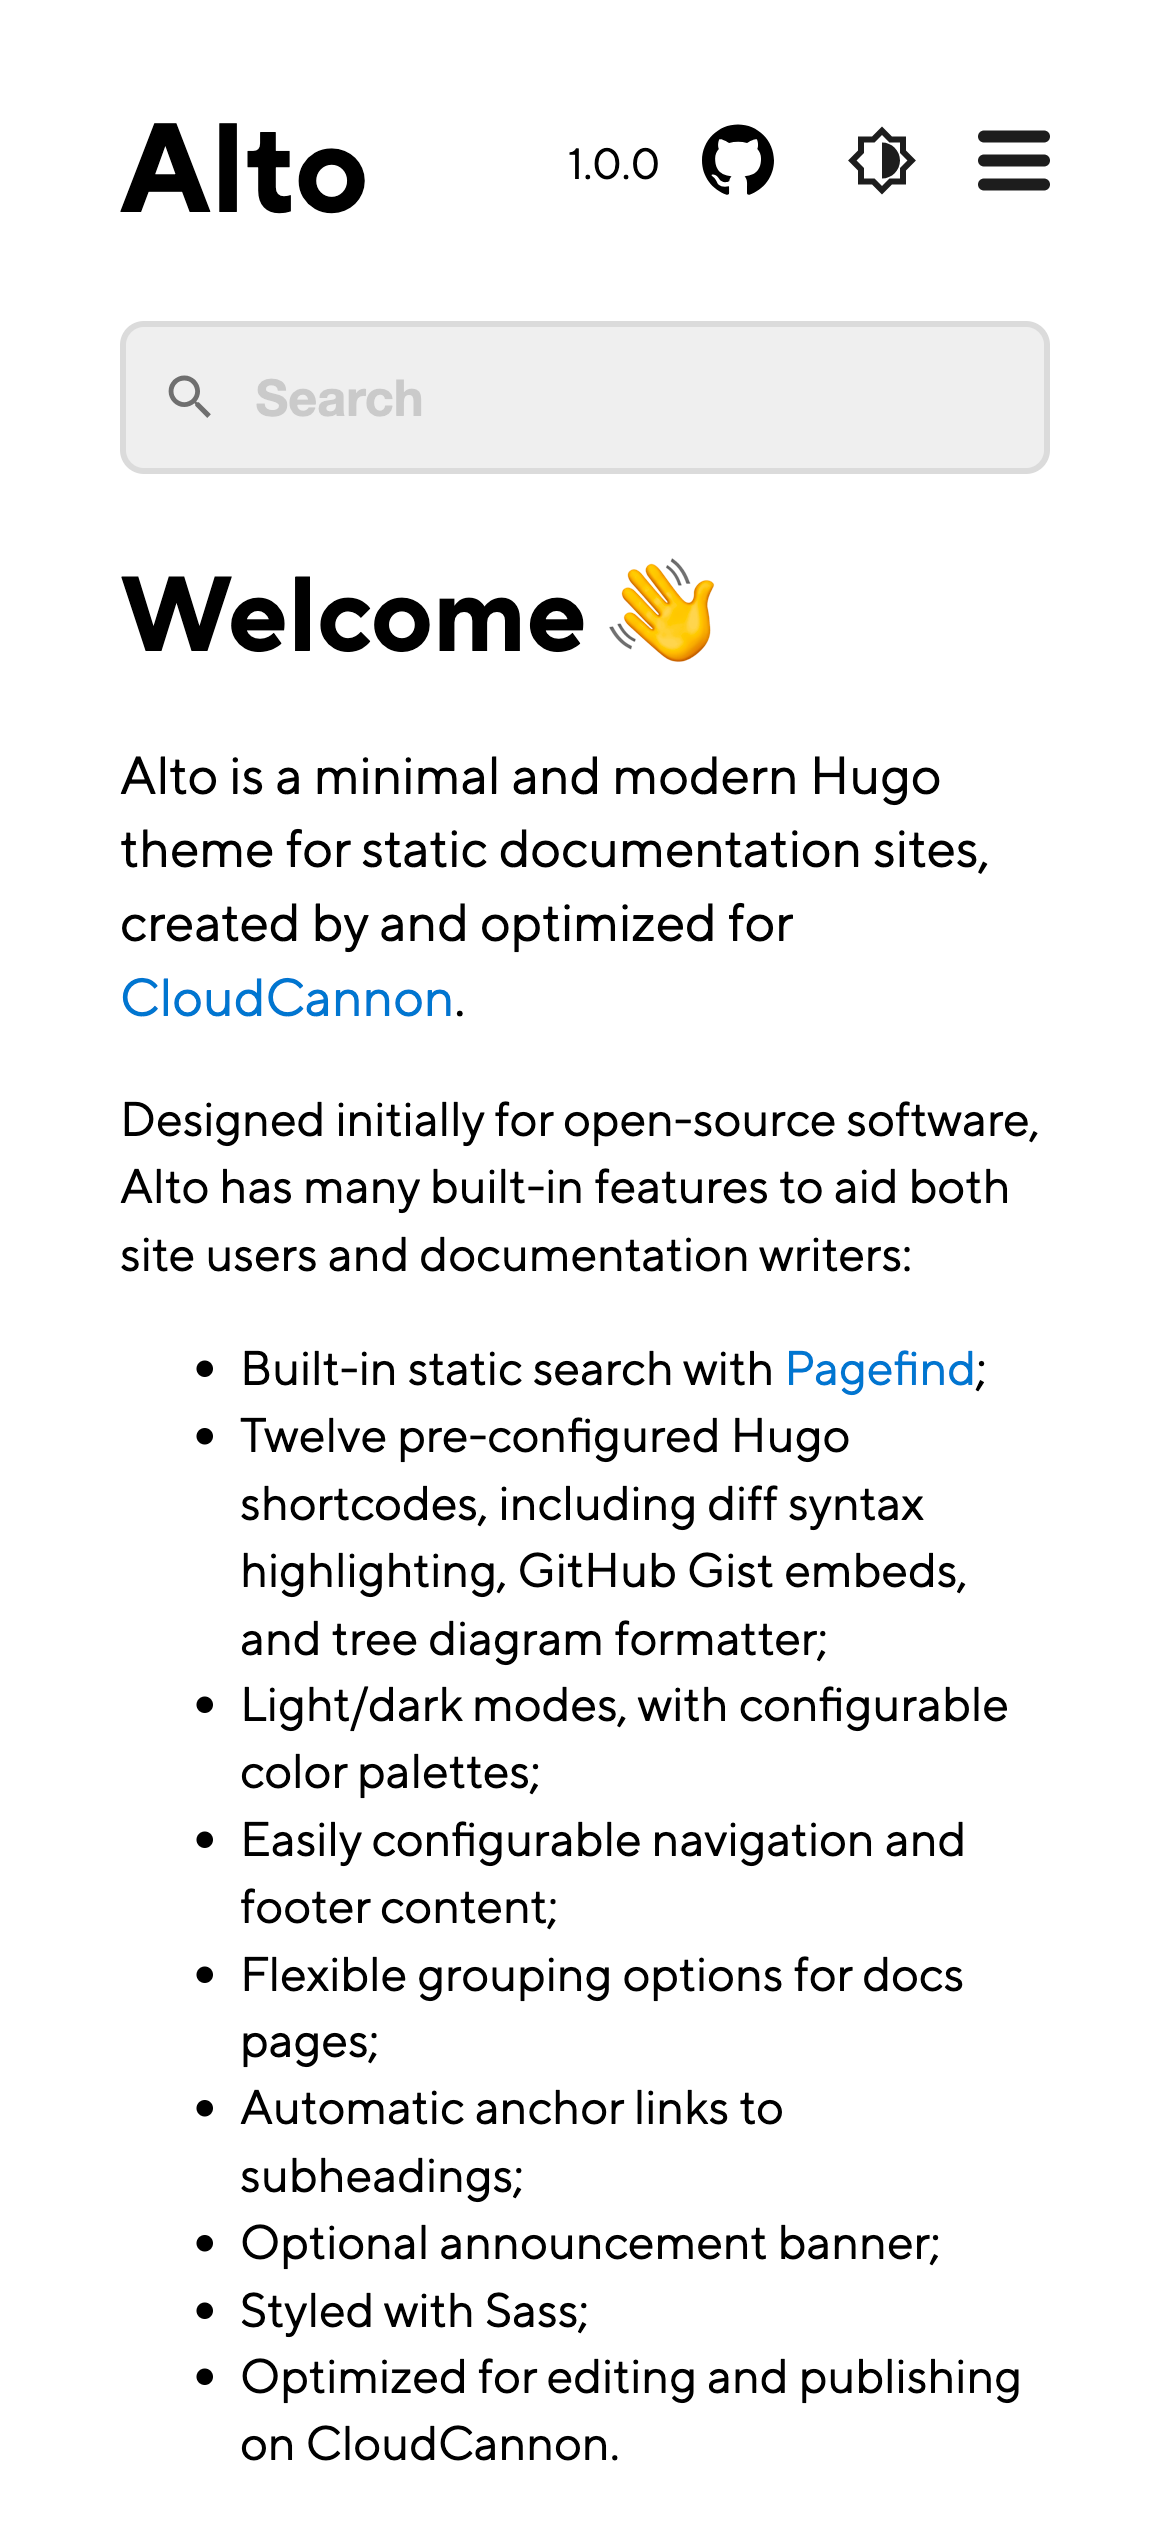 Alto
1.0.0
Search
Welcome 👋
Alto is a minimal and modern Hugo
theme for static documentation sites,
created by and optimized for
CloudCannon.
Designed initially for open-source software,
Alto has many built-in features to aid both
site users and documentation writers:
• Built-in static search with Pagefind;
• Twelve pre-configured Hugo
shortcodes, including diff syntax
highlighting, GitHub Gist embeds,
and tree diagram formatter;
• Light/dark modes, with configurable
color palettes;
• Easily configurable navigation and
footer content;
• Flexible grouping options for docs
pages;
• Automatic anchor links to
subheadings;
• Optional announcement banner;
• Styled with Sass;
• Optimized for editing and publishing
on CloudCannon.